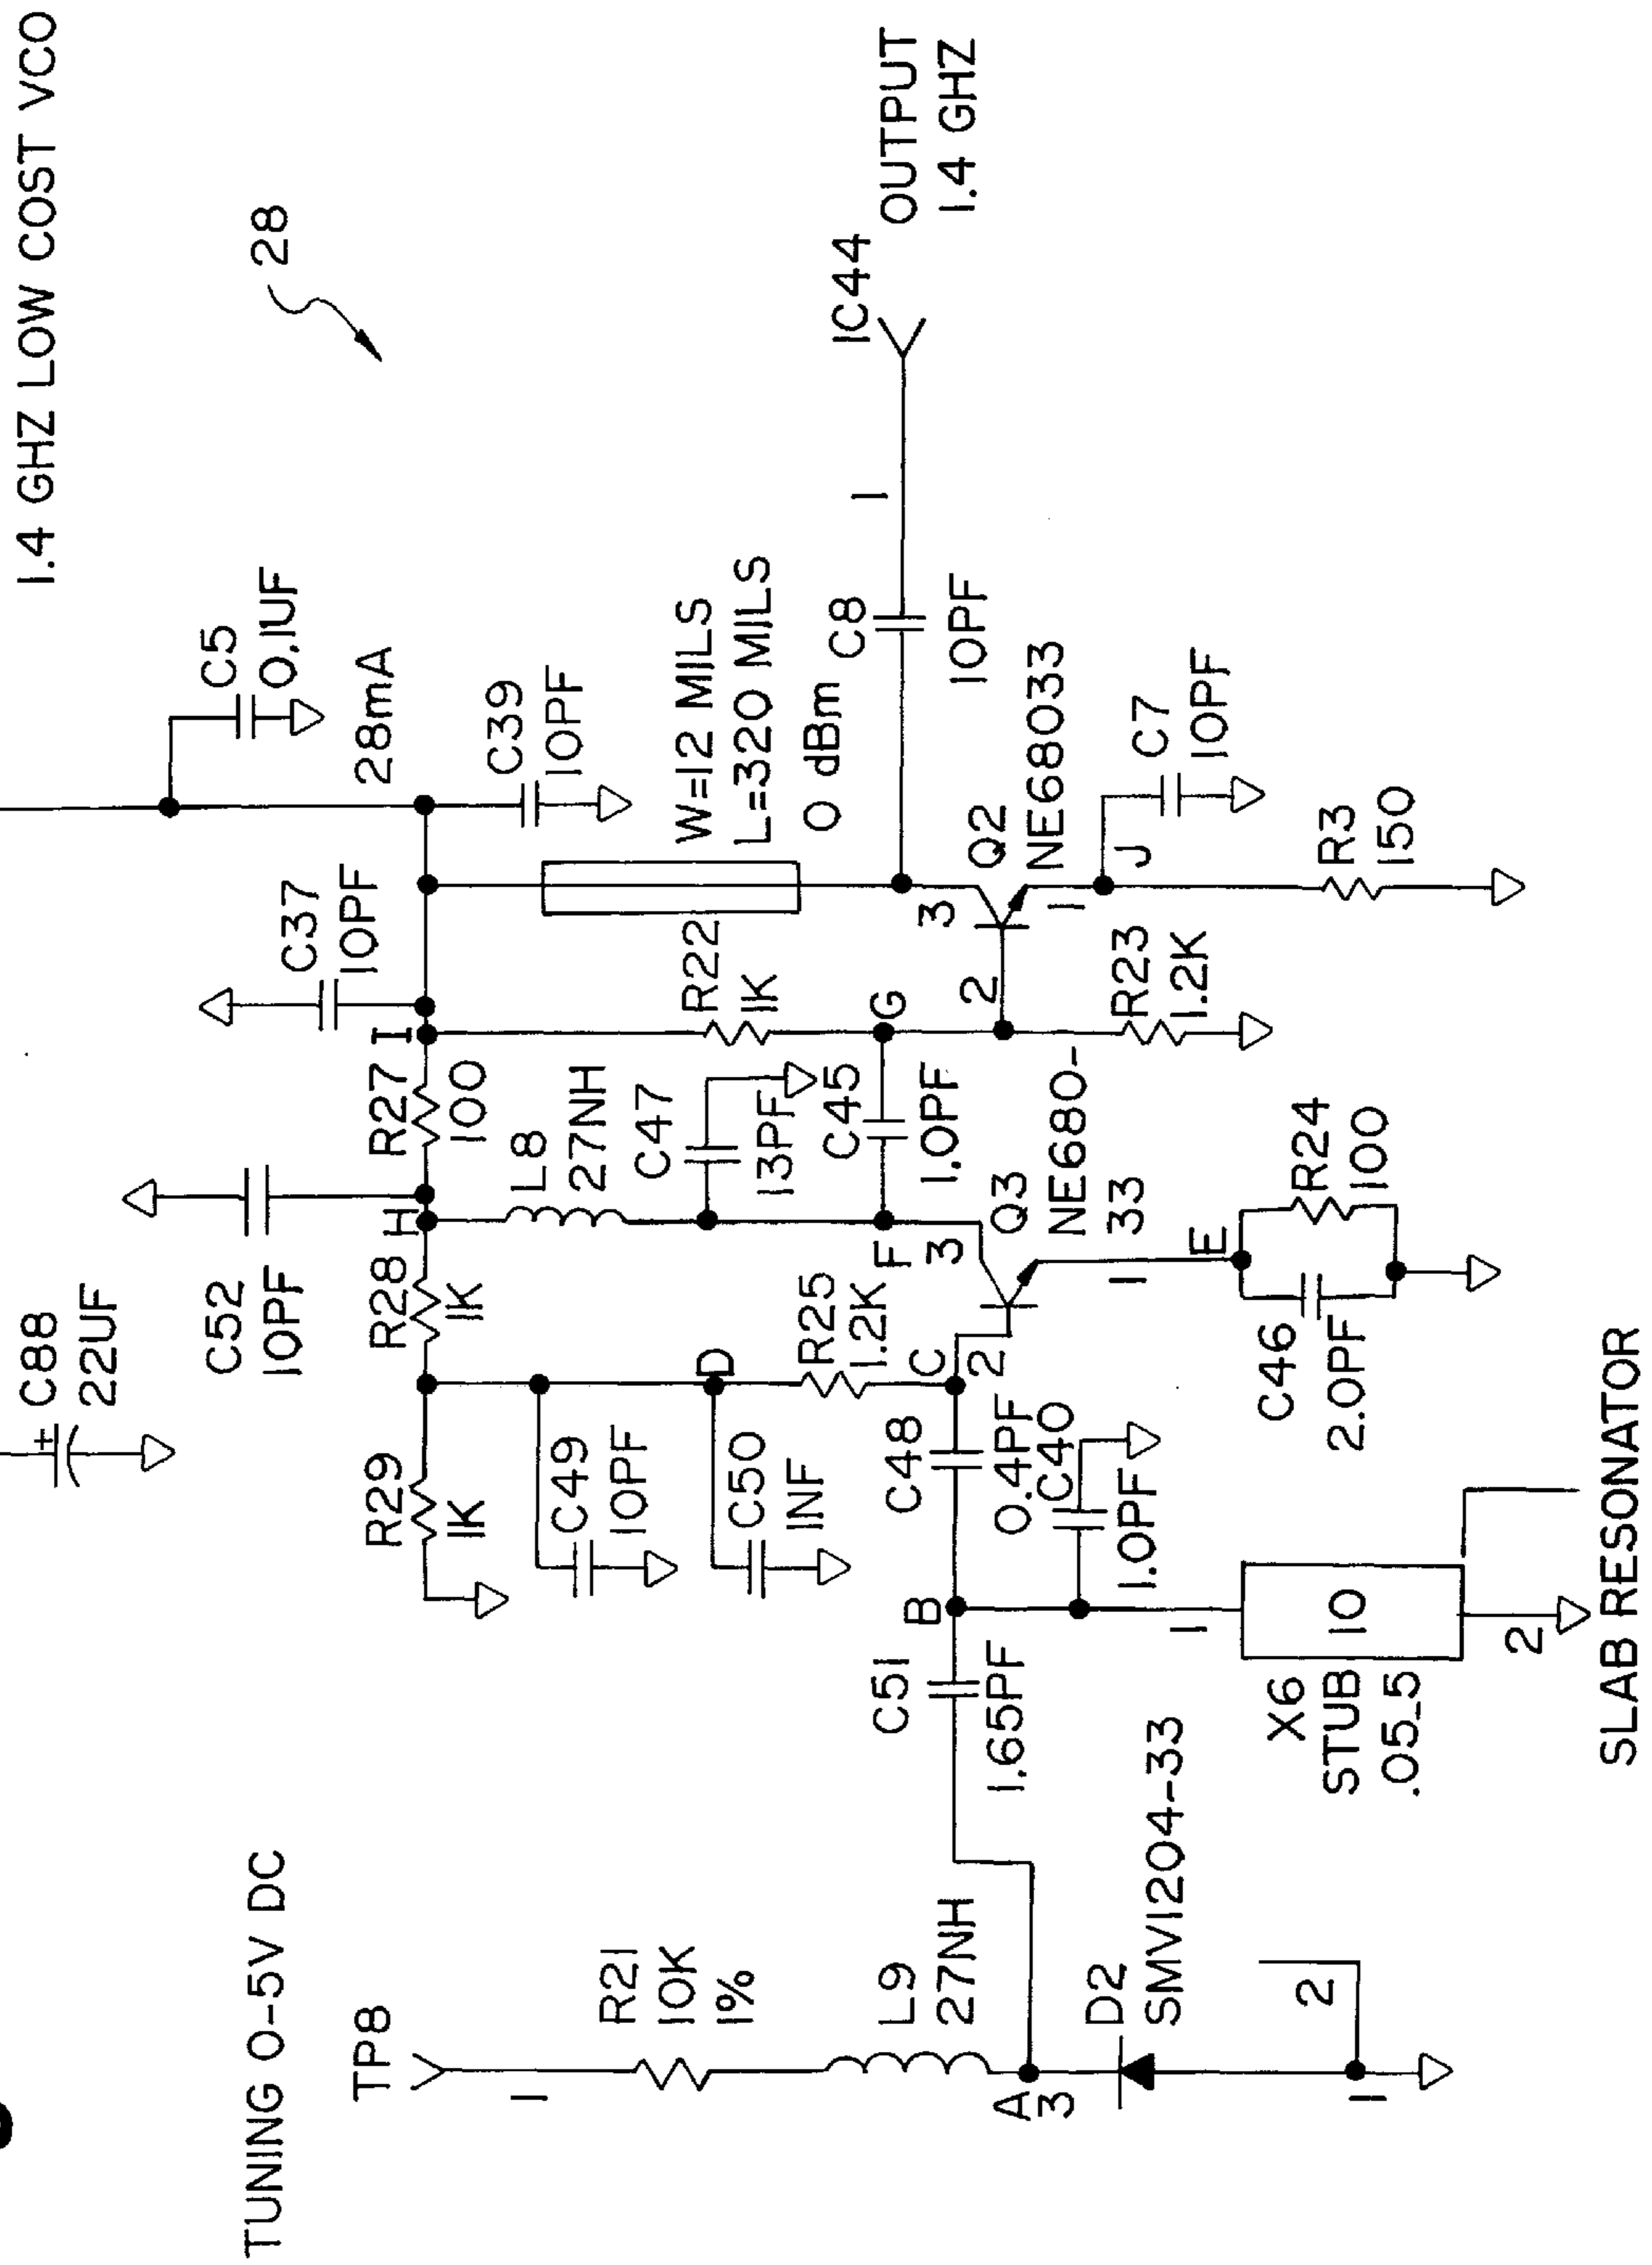 1.4 GHZ LOW COST VCO
28
C88
22UF
+
C5
0.1UF
28mA
C52
10PF
C37
10PF
C39
10PF
TUNING 0-5V DC
TP8
1
R21
10K
1%
L9
27NH
A
3
D2
SMV1204-33
2
1
R29
1K
R28
1K
H
R27
100
I
C49
10PF
C50
1NF
D
R25
1.2K
L8
27NH
C47
13PF
C45
1.0PF
R22
1K
G
W=12 MILS
L=320 MILS
0 dBm
C8
10PF
1
1C44
OUTPUT
1.4 GHZ
C51
1.65PF
B
C48
0.4PF
C
2
F
3
Q3
NE680-
33
1
E
C40
1.0PF
1
X6
STUB
.05_5
10
2
SLAB RESONATOR
C46
2.0PF
R24
100
2
3
Q2
NE68033
1
J
C7
10PF
R23
1.2K
R3
150